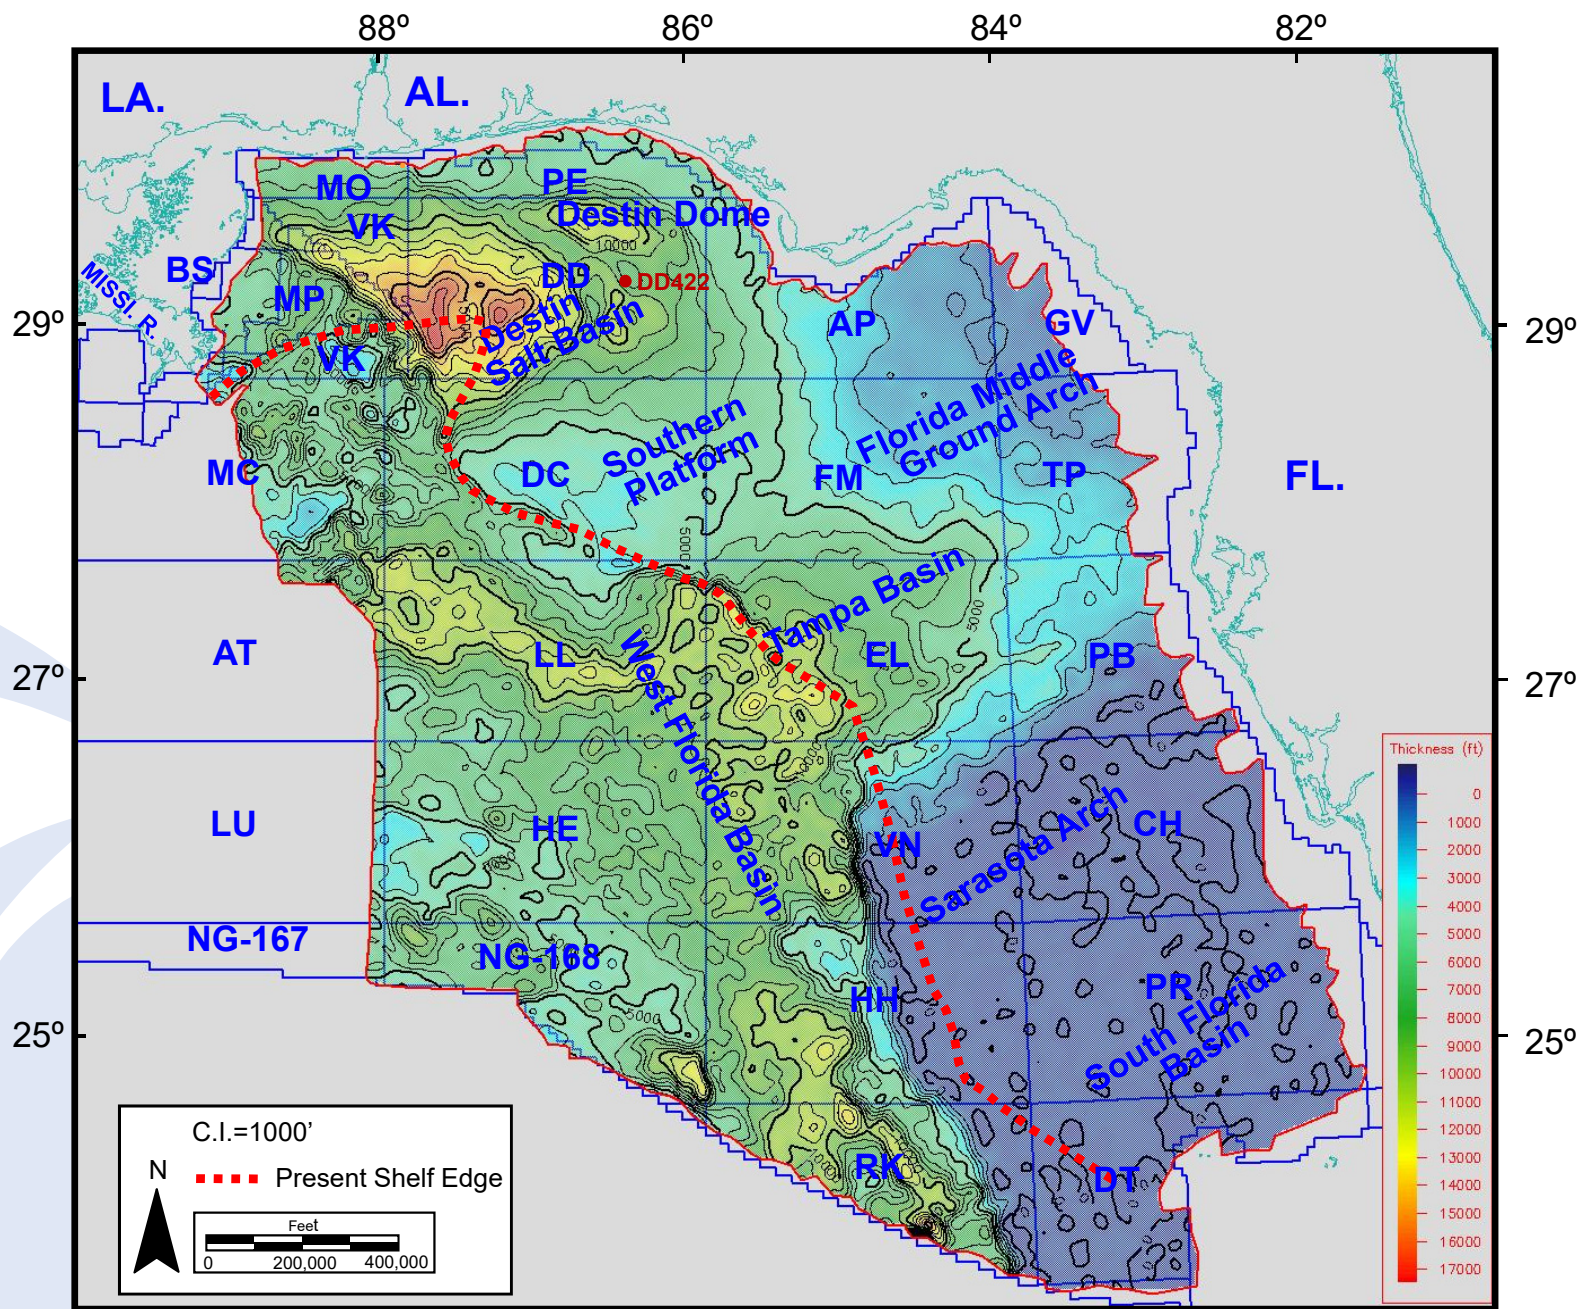 88º 86º 84º 82º
LA. AL.
MO PE
VK Destin Dome
10000
BS DD DD422
MISSI. R. MP
29º 29º
Destin
Salt Basin
AP GV
VK
Florida Middle
Ground Arch
Southern
Platform
MC DC FM TP
5000
Tampa Basin
5000
AT LL EL PB
West Florida Basin
27º 27º
10000
LU HE VN CH
Sarasota Arch
NG-167 NG-168
HH PR
South Florida
Basin
5000
25º 25º
RK DT
FL.
Thickness (ft)
0
1000
2000
3000
4000
5000
6000
7000
8000
9000
10000
11000
12000
13000
14000
15000
16000
17000
C.I.=1000’
N
Present Shelf Edge
Feet
0 200,000 400,000